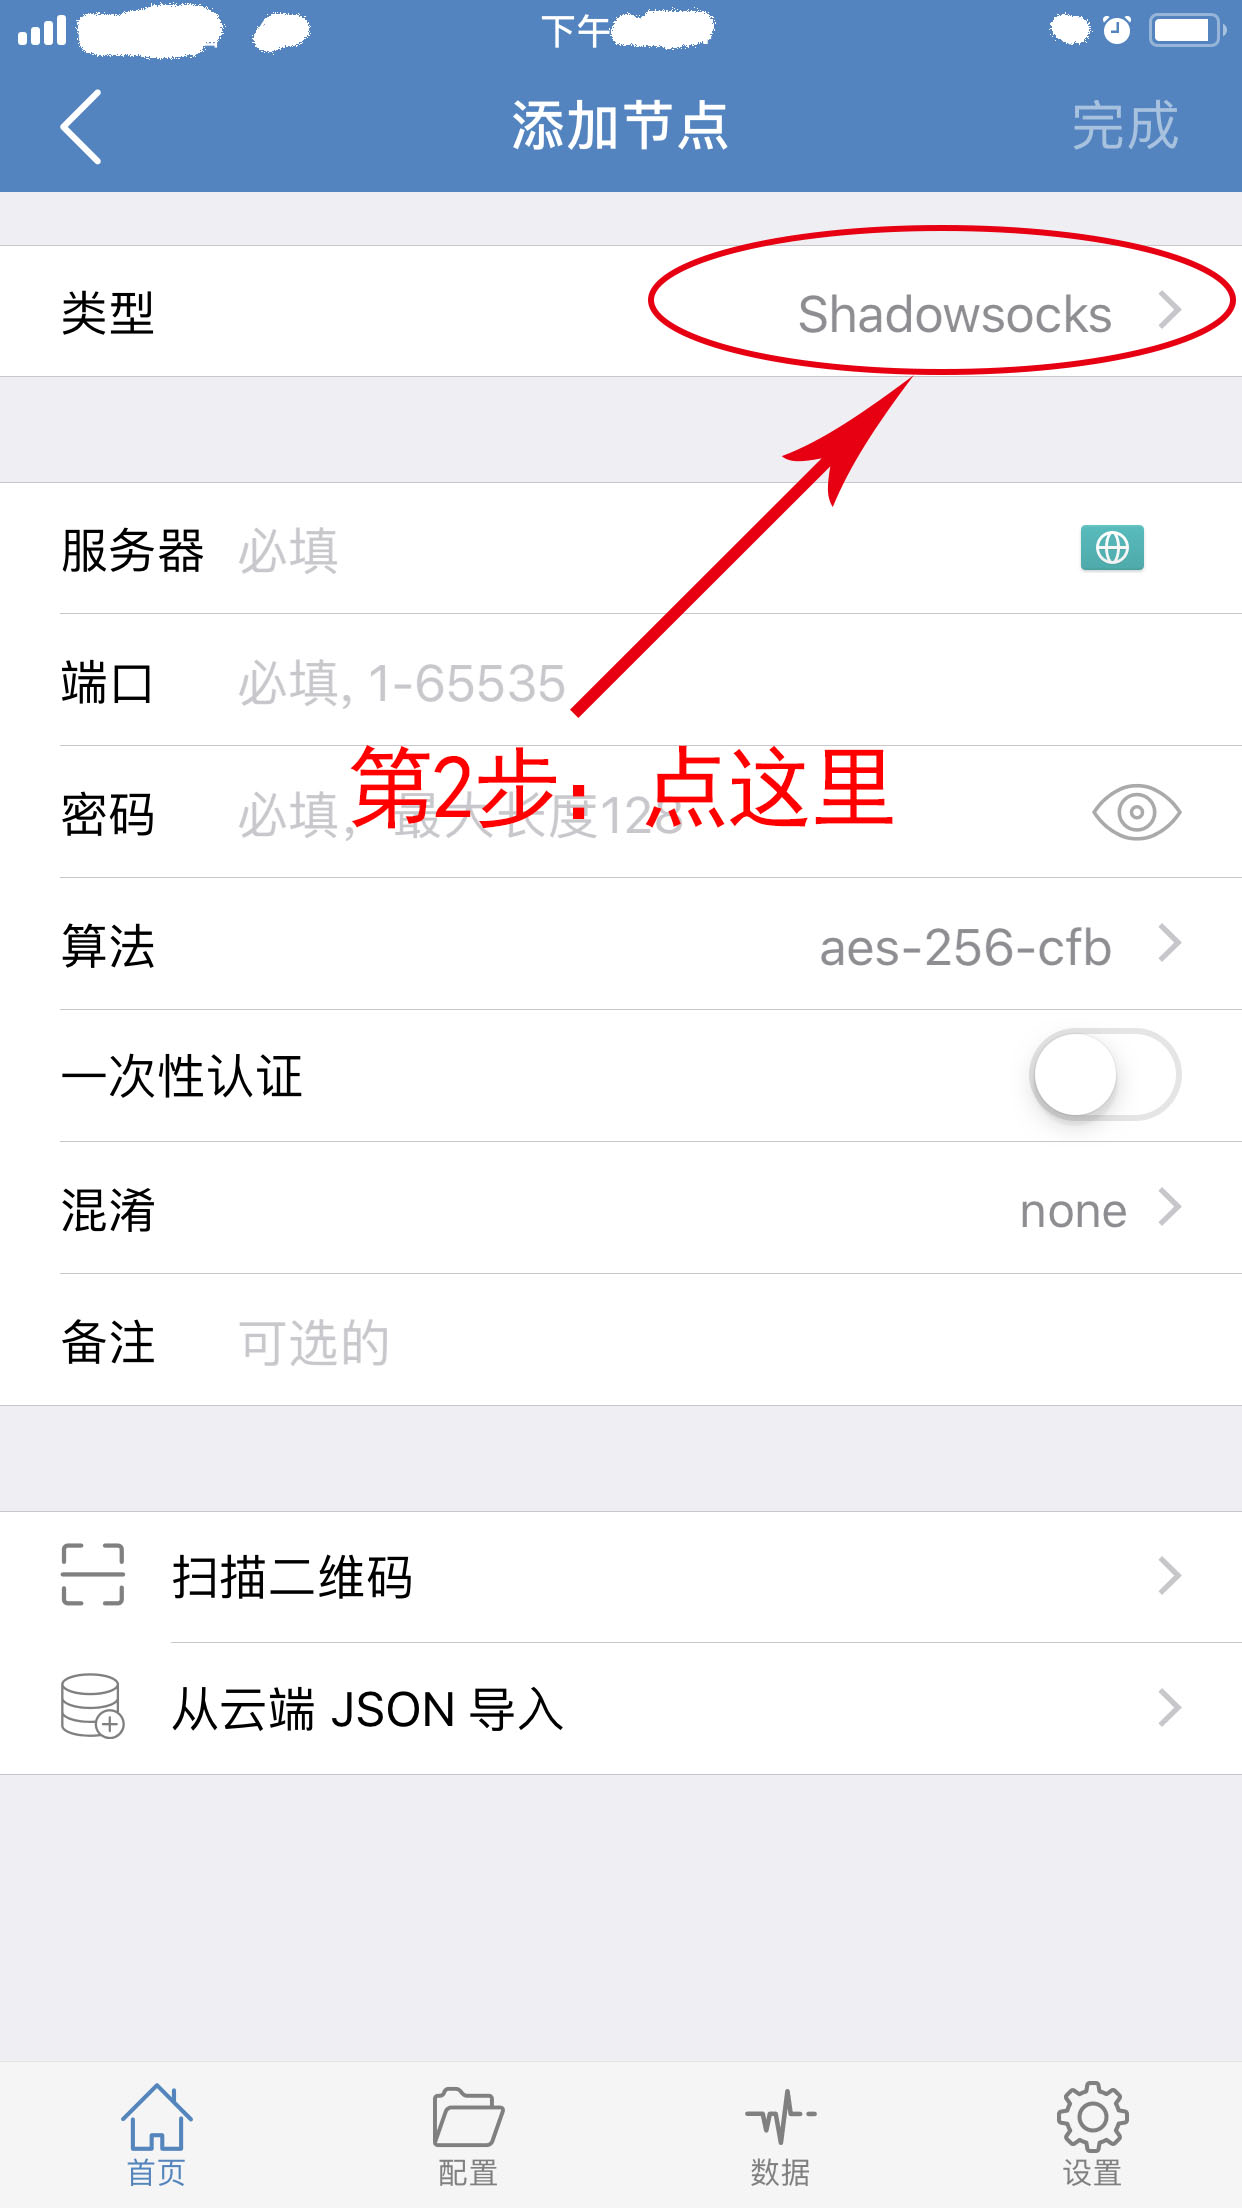 下午
添加节点
完成
类型 Shadowsocks
服务器 必填
端口 必填, 1-65535
第2步：点这里
密码 必填，最大长度128
算法 aes-256-cfb
一次性认证
混淆 none
备注 可选的
扫描二维码
从云端 JSON 导入
首页 配置 数据 设置